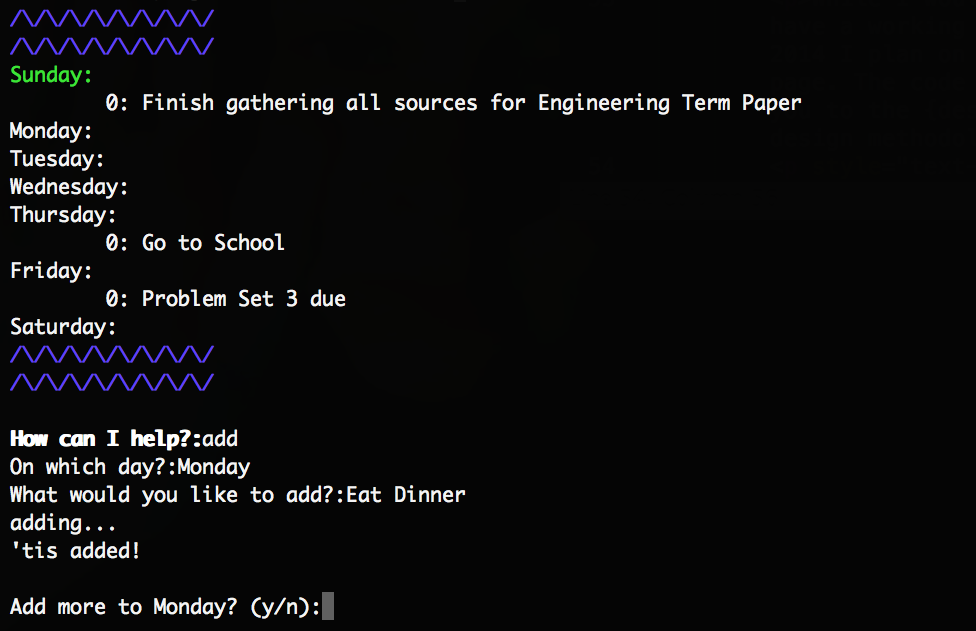 /\/\/\/\/\/\/\/\/
/\/\/\/\/\/\/\/\/
Sunday:
0: Finish gathering all sources for Engineering Term Paper
Monday:
Tuesday:
Wednesday:
Thursday:
0: Go to School
Friday:
0: Problem Set 3 due
Saturday:
/\/\/\/\/\/\/\/\/
/\/\/\/\/\/\/\/\/
How can I help?:add
On which day?:Monday
What would you like to add?:Eat Dinner
adding...
'tis added!
Add more to Monday? (y/n):